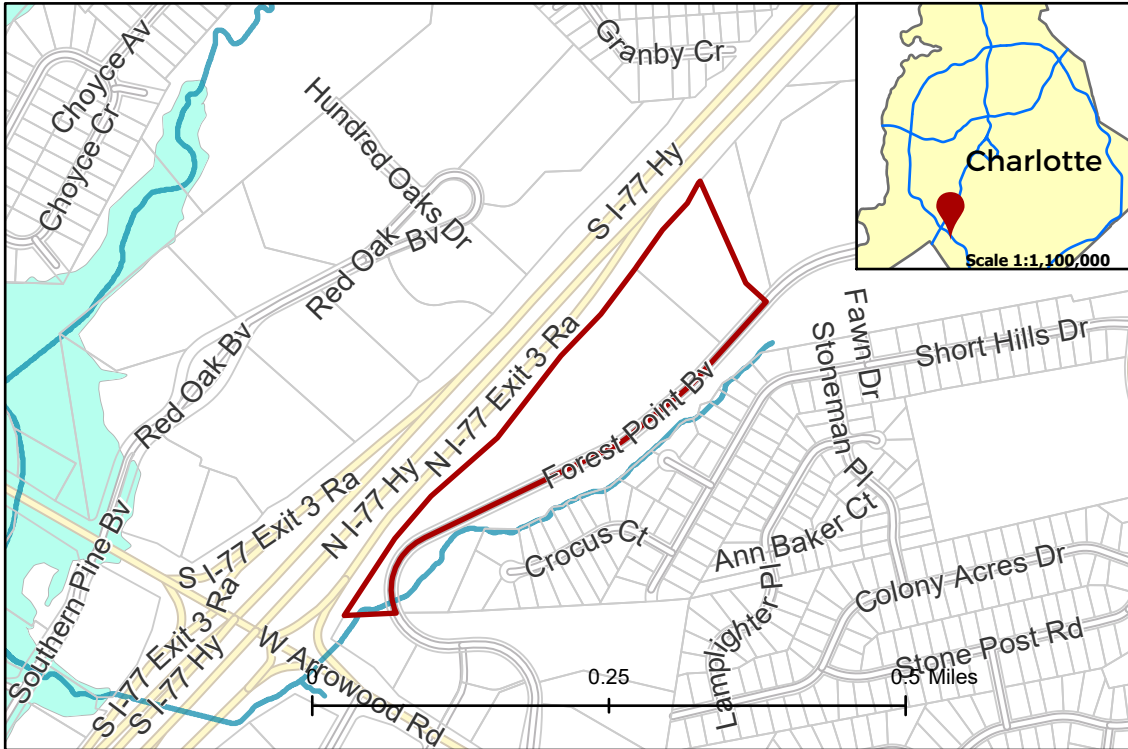 Choyce Av
Choyce Cr
Hundred Oaks
Dr
Red Oak
Bv
Red Oak Bv
Southern Pine Bv
Granby Cr
S I-77 Hy
N I-77 Exit 3 Ra
N I-77 Hy
S I-77 Exit 3 Ra
S I-77 Exit 3 Ra
S I-77 Hy
W Arrowood Rd
Forest Point Bv
Crocus Ct
Fawn Dr
Stoneman Pl
Short Hills Dr
Ann Baker Ct
Lamplighter Pl
Colony Acres Dr
Stone Post Rd
0
0.25
0.5 Miles
Charlotte
Scale 1:1,100,000